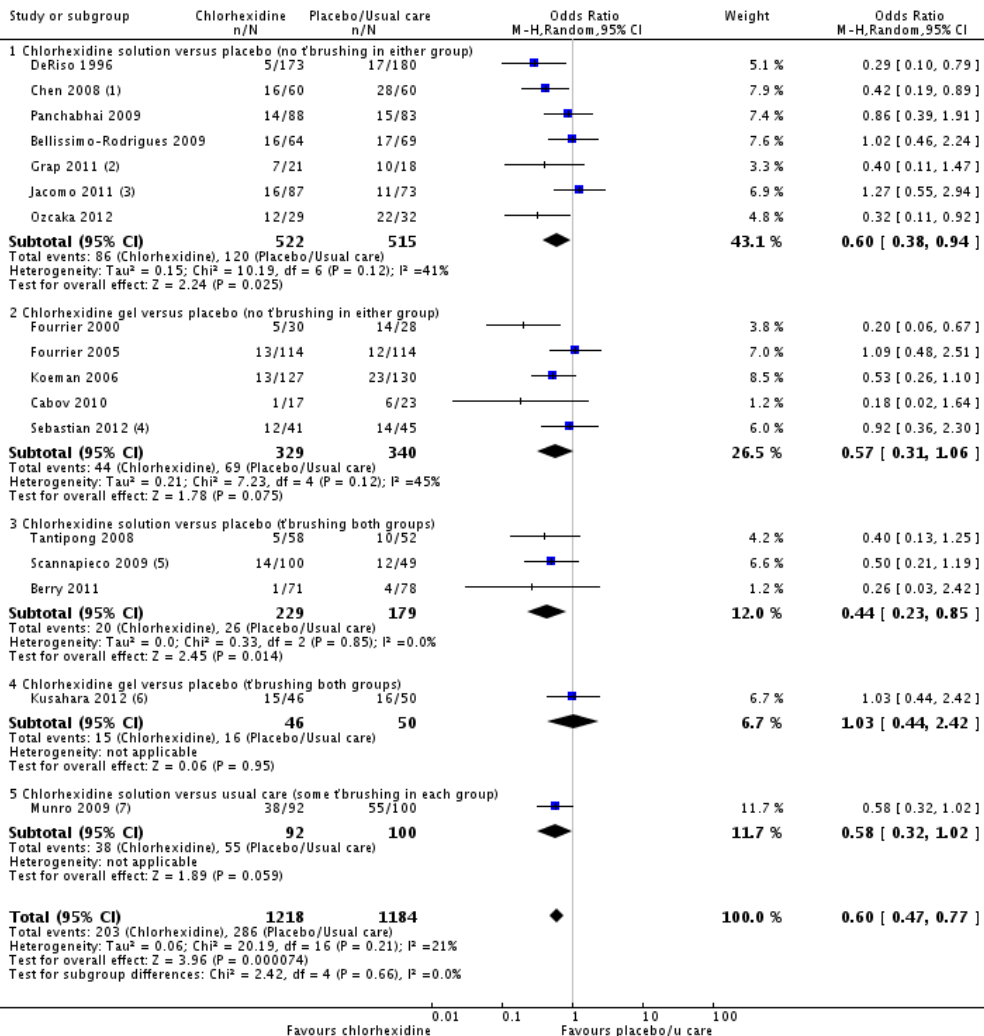 Study or subgroup Chlorhexidine Placebo/Usual care Odds Ratio Weight Odds Ratio
n/N n/N M-H,Random,95% CI M-H,Random,95% CI
1 Chlorhexidine solution versus placebo (no t'brushing in either group)
DeRiso 1996 5/173 17/180 5.1 % 0.29 [ 0.10, 0.79 ]
Chen 2008 (1) 16/60 28/60 7.9 % 0.42 [ 0.19, 0.89 ]
Panchabhai 2009 14/88 15/83 7.4 % 0.86 [ 0.39, 1.91 ]
Bellissimo-Rodrigues 2009 16/64 17/69 7.6 % 1.02 [ 0.46, 2.24 ]
Grap 2011 (2) 7/21 10/18 3.3 % 0.40 [ 0.11, 1.47 ]
Jacomo 2011 (3) 16/87 11/73 6.9 % 1.27 [ 0.55, 2.94 ]
Ozcaka 2012 12/29 22/32 4.8 % 0.32 [ 0.11, 0.92 ]
Subtotal (95% CI) 522 515 43.1 % 0.60 [ 0.38, 0.94 ]
Total events: 86 (Chlorhexidine), 120 (Placebo/Usual care)
Heterogeneity: Tau² = 0.15; Chi² = 10.19, df = 6 (P = 0.12); I² =41%
Test for overall effect: Z = 2.24 (P = 0.025)
2 Chlorhexidine gel versus placebo (no t'brushing in either group)
Fourrier 2000 5/30 14/28 3.8 % 0.20 [ 0.06, 0.67 ]
Fourrier 2005 13/114 12/114 7.0 % 1.09 [ 0.48, 2.51 ]
Koeman 2006 13/127 23/130 8.5 % 0.53 [ 0.26, 1.10 ]
Cabov 2010 1/17 6/23 1.2 % 0.18 [ 0.02, 1.64 ]
Sebastian 2012 (4) 12/41 14/45 6.0 % 0.92 [ 0.36, 2.30 ]
Subtotal (95% CI) 329 340 26.5 % 0.57 [ 0.31, 1.06 ]
Total events: 44 (Chlorhexidine), 69 (Placebo/Usual care)
Heterogeneity: Tau² = 0.21; Chi² = 7.23, df = 4 (P = 0.12); I² =45%
Test for overall effect: Z = 1.78 (P = 0.075)
3 Chlorhexidine solution versus placebo (t'brushing both groups)
Tantipong 2008 5/58 10/52 4.2 % 0.40 [ 0.13, 1.25 ]
Scannapieco 2009 (5) 14/100 12/49 6.6 % 0.50 [ 0.21, 1.19 ]
Berry 2011 1/71 4/78 1.2 % 0.26 [ 0.03, 2.42 ]
Subtotal (95% CI) 229 179 12.0 % 0.44 [ 0.23, 0.85 ]
Total events: 20 (Chlorhexidine), 26 (Placebo/Usual care)
Heterogeneity: Tau² = 0.0; Chi² = 0.33, df = 2 (P = 0.85); I² =0.0%
Test for overall effect: Z = 2.45 (P = 0.014)
4 Chlorhexidine gel versus placebo (t'brushing both groups)
Kusahara 2012 (6) 15/46 16/50 6.7 % 1.03 [ 0.44, 2.42 ]
Subtotal (95% CI) 46 50 6.7 % 1.03 [ 0.44, 2.42 ]
Total events: 15 (Chlorhexidine), 16 (Placebo/Usual care)
Heterogeneity: not applicable
Test for overall effect: Z = 0.06 (P = 0.95)
5 Chlorhexidine solution versus usual care (some t'brushing in each group)
Munro 2009 (7) 38/92 55/100 11.7 % 0.58 [ 0.32, 1.02 ]
Subtotal (95% CI) 92 100 11.7 % 0.58 [ 0.32, 1.02 ]
Total events: 38 (Chlorhexidine), 55 (Placebo/Usual care)
Heterogeneity: not applicable
Test for overall effect: Z = 1.89 (P = 0.059)
Total (95% CI) 1218 1184 100.0 % 0.60 [ 0.47, 0.77 ]
Total events: 203 (Chlorhexidine), 286 (Placebo/Usual care)
Heterogeneity: Tau² = 0.06; Chi² = 20.19, df = 16 (P = 0.21); I² =21%
Test for overall effect: Z = 3.96 (P = 0.000074)
Test for subgroup differences: Chi² = 2.42, df = 4 (P = 0.66), I² =0.0%
0.01 0.1 1 10 100
Favours chlorhexidine Favours placebo/u care